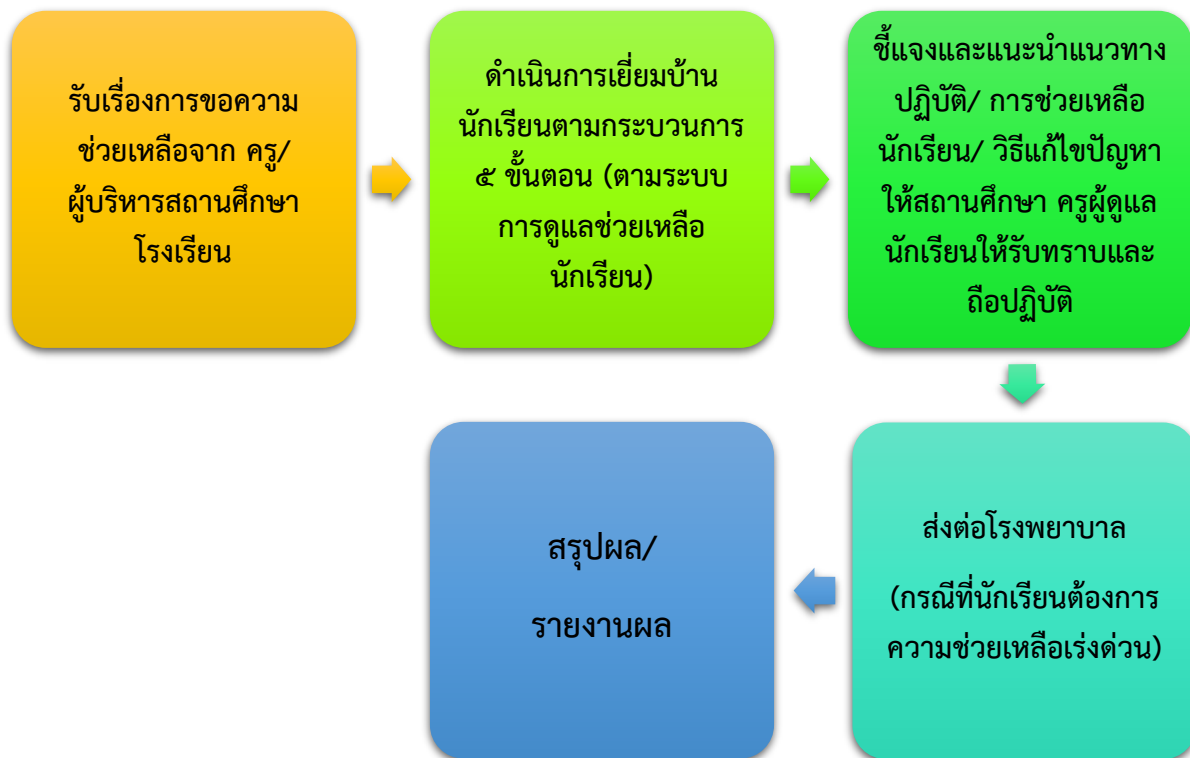 รับเรื่องการขอความ
ช่วยเหลือจาก ครู/
ผู้บริหารสถานศึกษา
โรงเรียน
ดำเนินการเยี่ยมบ้าน
นักเรียนตามกระบวนการ
๕ ขั้นตอน (ตามระบบ
การดูแลช่วยเหลือ
นักเรียน)
ชี้แจงและแนะนำแนวทาง
ปฏิบัติ/ การช่วยเหลือ
นักเรียน/ วิธีแก้ไขปัญหา
ให้สถานศึกษา ครูผู้ดูแล
นักเรียนให้รับทราบและ
ถือปฏิบัติ
ส่งต่อโรงพยาบาล
(กรณีที่นักเรียนต้องการ
ความช่วยเหลือเร่งด่วน)
สรุปผล/
รายงานผล